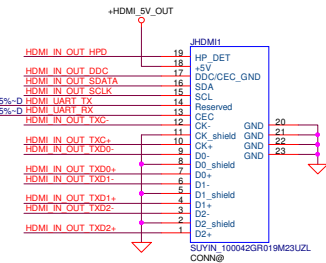 +HDMI_5V_OUT
JHDMI1
HDMI_IN_OUT_HPD 19 HP_DET
18 +5V
HDMI_IN_OUT_DDC 17 DDC/CEC_GND
HDMI_IN_OUT_SDATA 16 SDA
HDMI_IN_OUT_SCLK 15 SCL
5%~D HDMI_UART_TX 14 Reserved
5%~D HDMI_UART_RX 13 CEC
HDMI_IN_OUT_TXC- 12 CK- GND 20
11 CK_shield GND 21
HDMI_IN_OUT_TXC+ 10 CK+ GND 22
HDMI_IN_OUT_TXD0- 9 D0- GND 23
8 D0_shield
HDMI_IN_OUT_TXD0+ 7 D0+
HDMI_IN_OUT_TXD1- 6 D1-
5 D1_shield
HDMI_IN_OUT_TXD1+ 4 D1+
HDMI_IN_OUT_TXD2- 3 D2-
2 D2_shield
HDMI_IN_OUT_TXD2+ 1 D2+
SUYIN_100042GR019M23UZL
CONN@